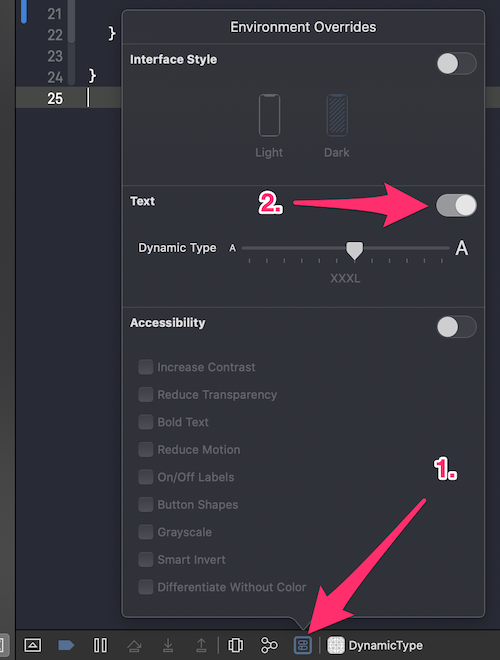 21
Environment Overrides
22 }
Interface Style
23
24 }
25
Light Dark
Text
2.
Dynamic Type A A
XXXL
Accessibility
Increase Contrast
Reduce Transparency
Bold Text
Reduce Motion
On/Off Labels
1.
Button Shapes
Grayscale
Smart Invert
Differentiate Without Color
DynamicType